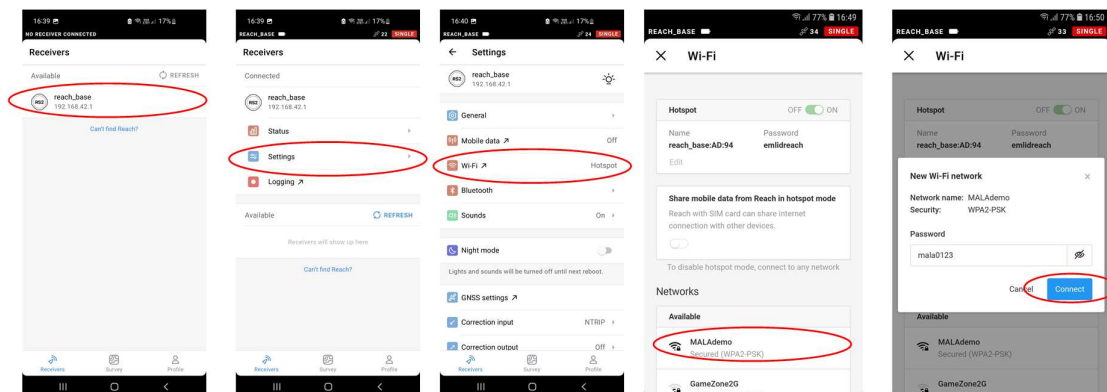 16:39
17%
NO RECEIVER CONNECTED
Receivers
Available
REFRESH
RS2
reach_base
192.168.42.1
Can't find Reach?
Receivers
Survey
Profile
16:39
17%
REACH_BASE
22 SINGLE
Receivers
Connected
RS2
reach_base
192.168.42.1
Status
Settings
Logging
Available
REFRESH
Receivers will show up here
Can't find Reach?
Receivers
Survey
Profile
16:40
17%
REACH_BASE
24 SINGLE
Settings
RS2
reach_base
192.168.42.1
General
Mobile data
Off
Wi-Fi
Hotspot
Bluetooth
Sounds
On
Night mode
Lights and sounds will be turned off until next reboot.
GNSS settings
Correction input
NTRIP
Correction output
Off
Receivers
Survey
Profile
77% 16:49
REACH_BASE
34 SINGLE
Wi-Fi
Hotspot
OFF ON
Name
Password
reach_base:AD:94
emlidreach
Edit
Share mobile data from Reach in hotspot mode
Reach with SIM card can share internet
connection with other devices.
To disable hotspot mode, connect to any network
Networks
Available
MALAdemo
Secured (WPA2-PSK)
GameZone2G
77% 16:50
REACH_BASE
33 SINGLE
Wi-Fi
Hotspot
OFF ON
Name
Password
reach_base:AD:94
emlidreach
New Wi-Fi network
Network name: MALAdemo
Security: WPA2-PSK
Password
mala0123
Cancel
Connect
Available
MALAdemo
Secured (WPA2-PSK)
GameZone2G